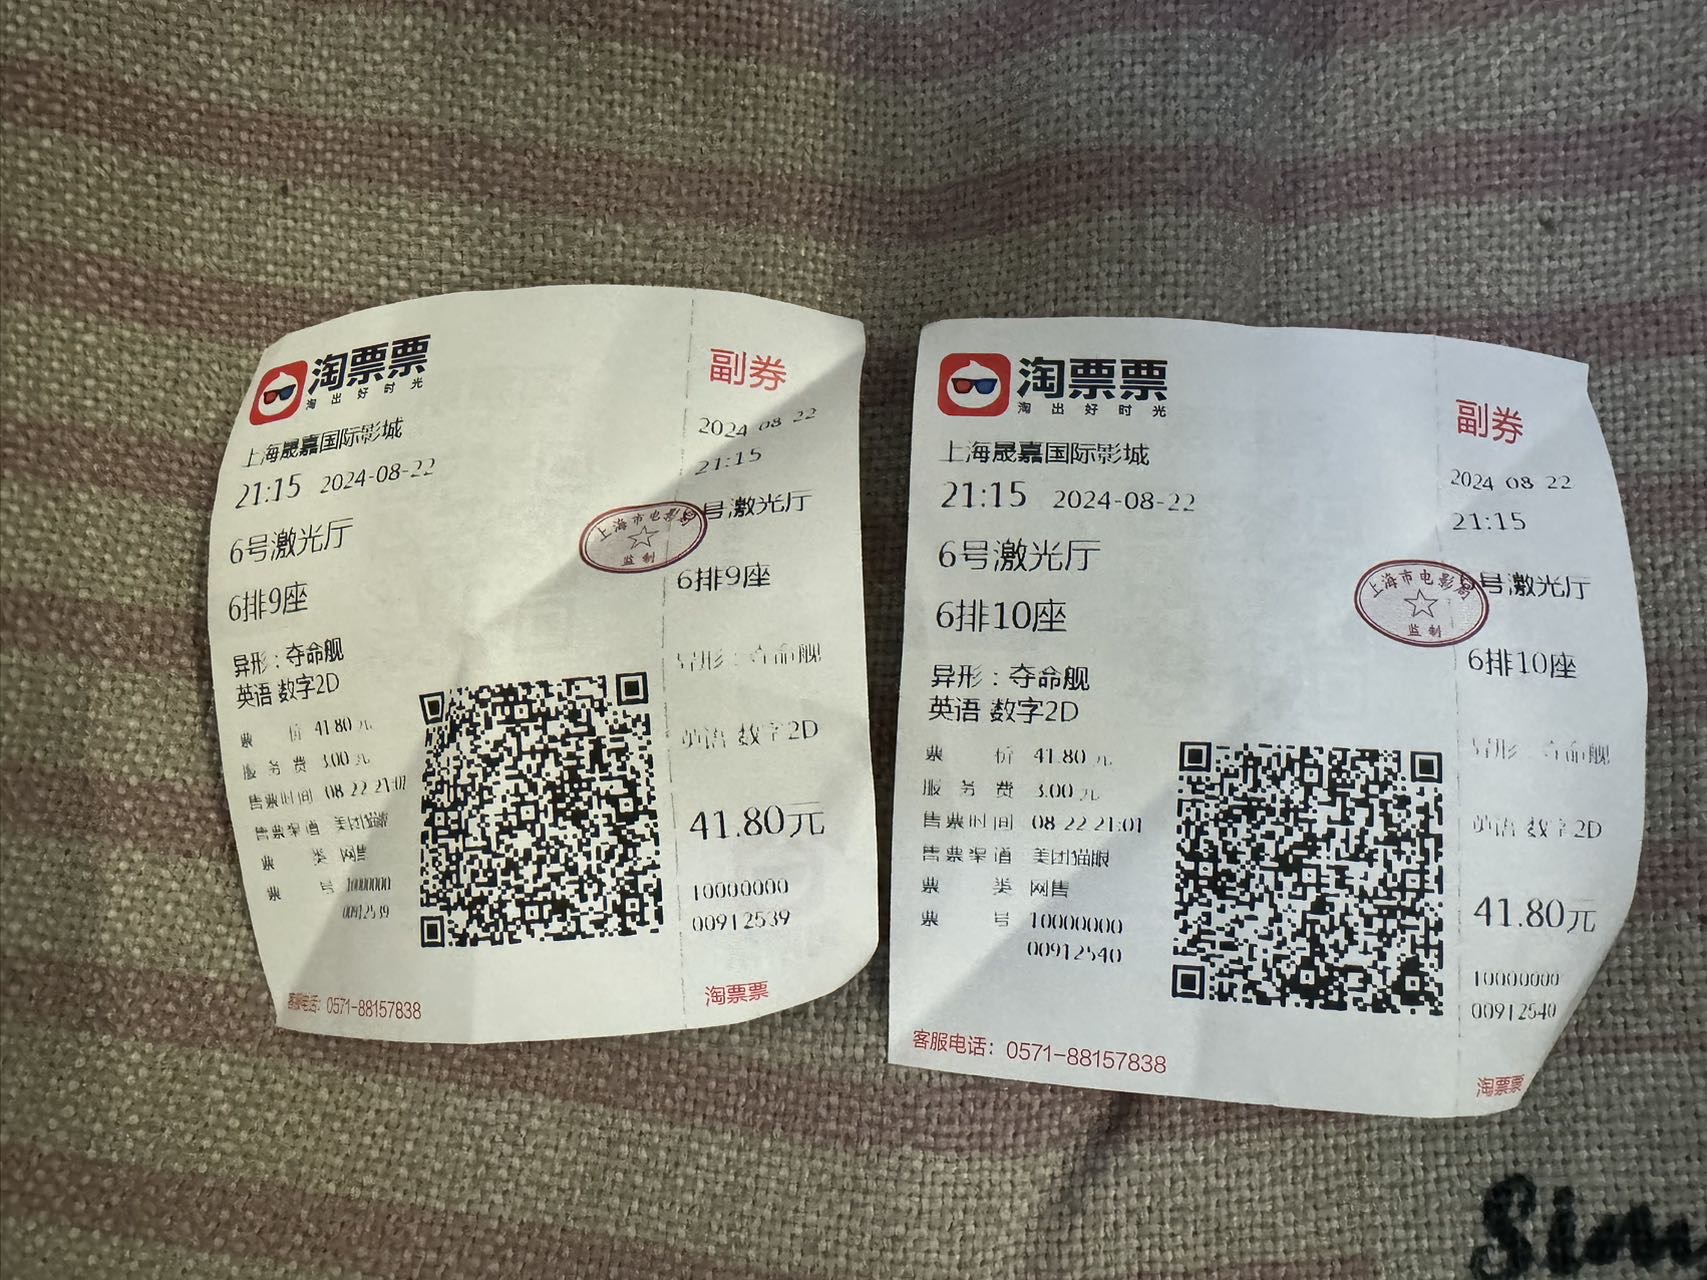 淘票票
淘出好时光
上海晟嘉国际影城
21:15 2024-08-22
6号激光厅
6排9座
异形：夺命舰
英语 数字2D
票价 41.80 元
服务费 3.00 元
售票时间 08 22 21:01
售票渠道 美团猫眼
票类 网售
票号 10000000
00912539
客服电话：0571-88157838
上海市电影局
监制
副券
2024 08 22
21:15
号激光厅
6排9座
异形：夺命舰
英语 数字2D
41.80元
10000000
00912539
淘票票
淘票票
淘出好时光
上海晟嘉国际影城
21:15 2024-08-22
6号激光厅
6排10座
异形：夺命舰
英语 数字2D
票价 41.80 元
服务费 3.00 元
售票时间 08 22 21:01
售票渠道 美团猫眼
票类 网售
票号 10000000
00912540
客服电话：0571-88157838
上海市电影局
监制
副券
2024 08 22
21:15
号激光厅
6排10座
异形：夺命舰
英语 数字2D
41.80元
10000000
00912540
淘票票